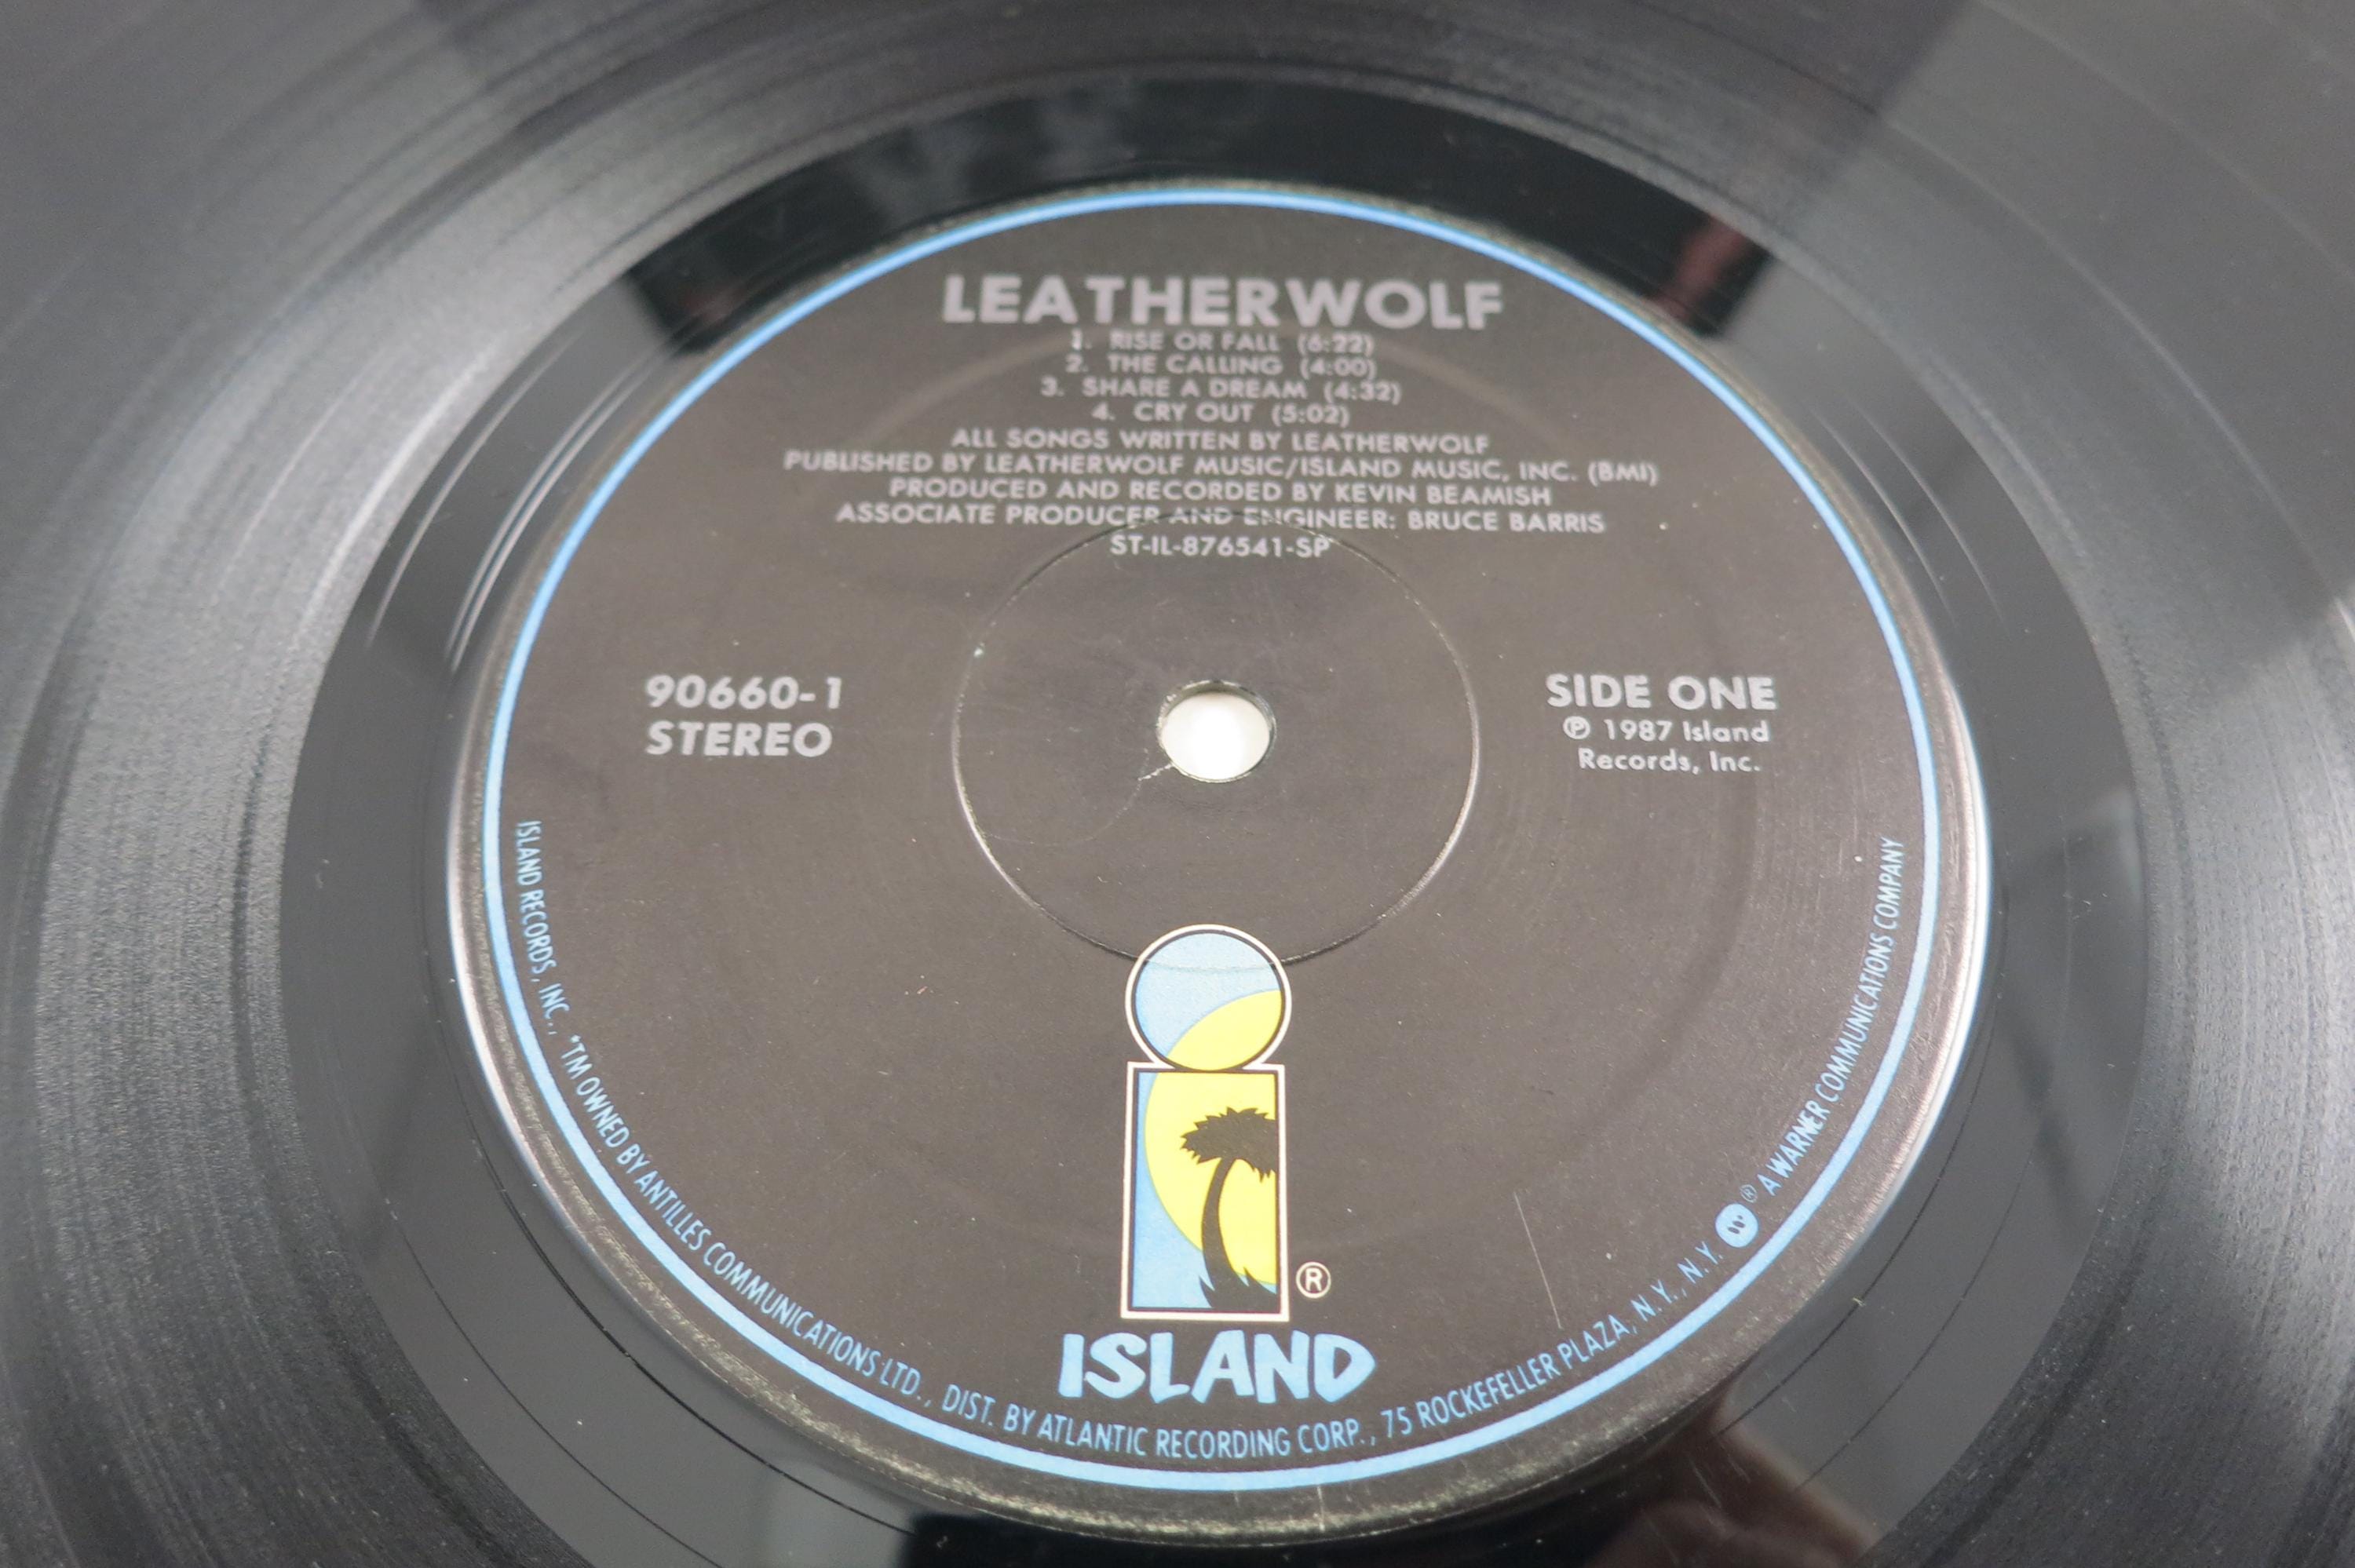 LEATHERWOLF
1. RISE OR FALL (6:22)
2. THE CALLING (4:00)
3. SHARE A DREAM (4:32)
4. CRY OUT (5:02)
ALL SONGS WRITTEN BY LEATHERWOLF
PUBLISHED BY LEATHERWOLF MUSIC/ISLAND MUSIC, INC. (BMI)
PRODUCED AND RECORDED BY KEVIN BEAMISH
ASSOCIATE PRODUCER AND ENGINEER: BRUCE BARRIS
ST-IL-876541-SP
90660-1
STEREO
SIDE ONE
℗ 1987 Island
Records, Inc.
®
ISLAND
ISLAND RECORDS, INC., *TM OWNED BY ANTILLES COMMUNICATIONS LTD., DIST. BY ATLANTIC RECORDING CORP., 75 ROCKEFELLER PLAZA, N.Y., N.Y. ® A WARNER COMMUNICATIONS COMPANY